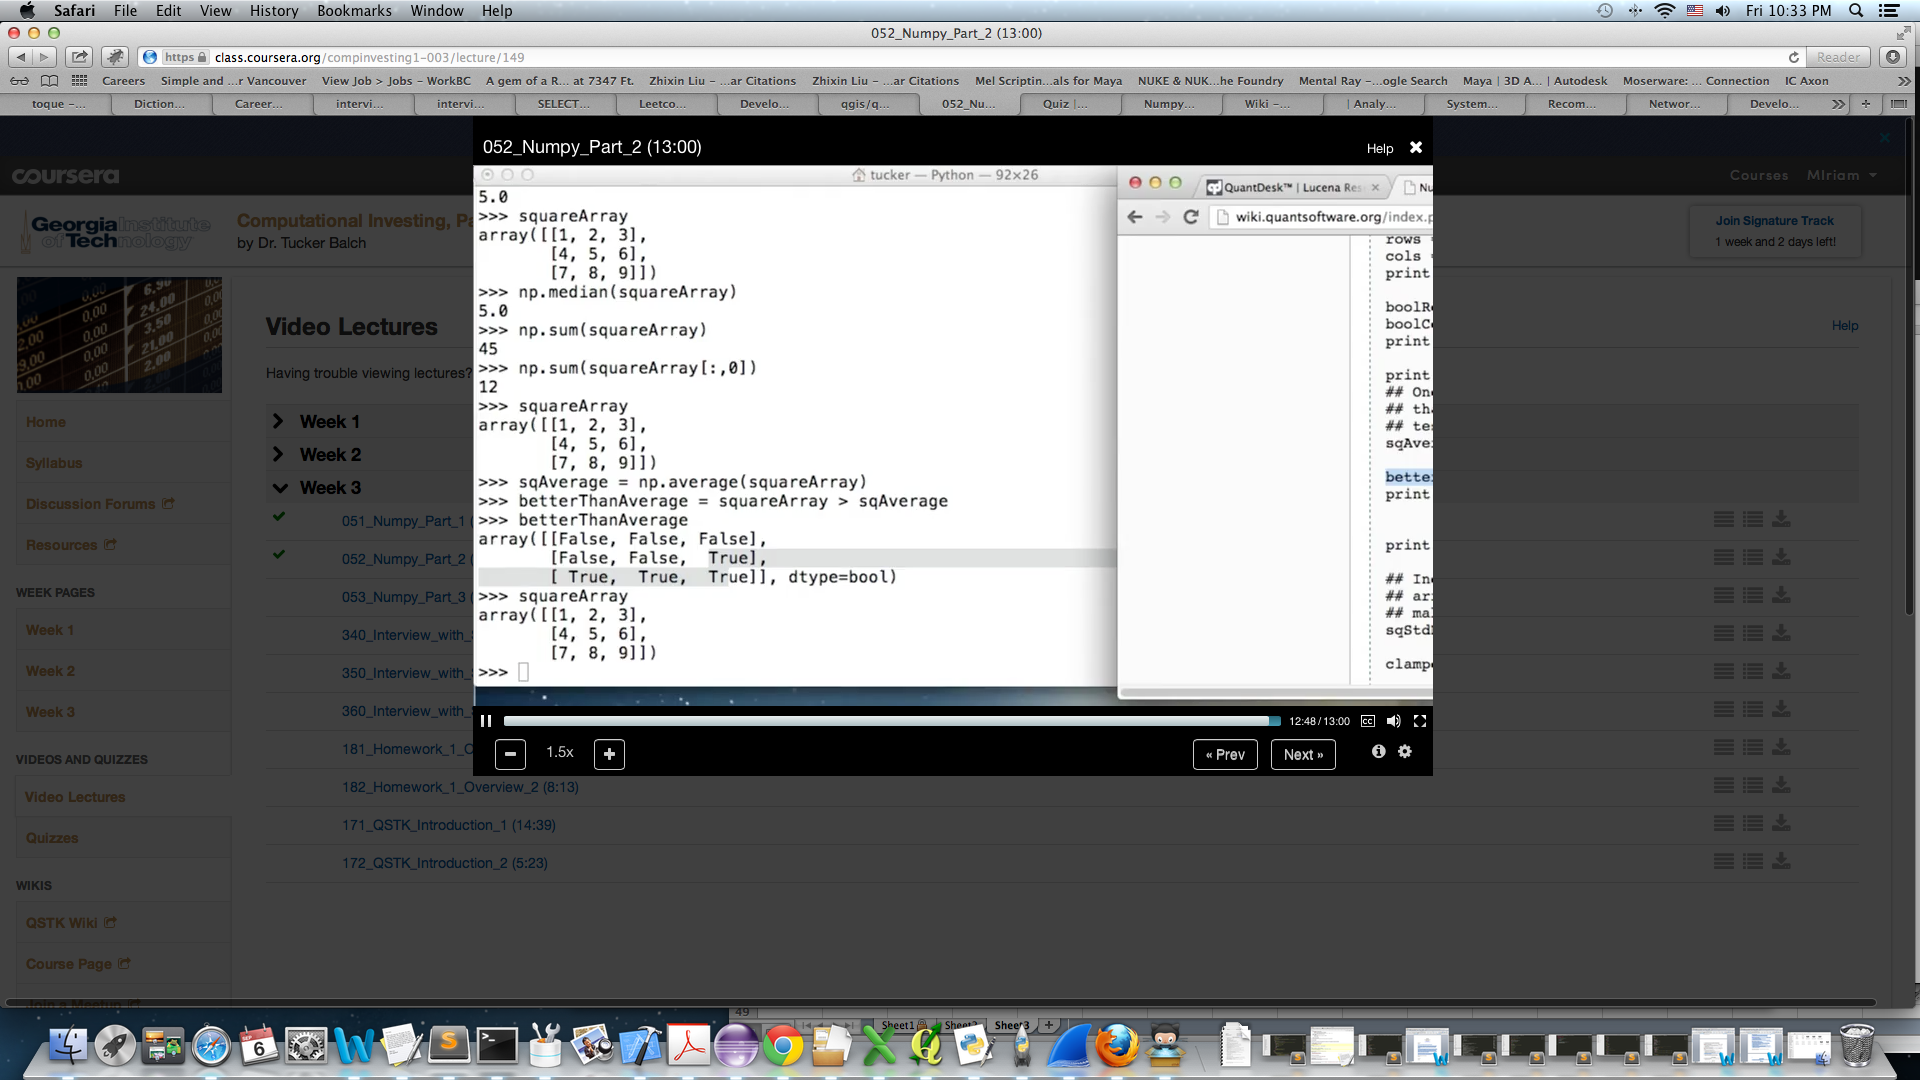 Safari File Edit View History Bookmarks Window Help
Fri 10:33 PM
052_Numpy_Part_2 (13:00)
https class.coursera.org/compinvesting1-003/lecture/149
Reader
Careers Simple and ...r Vancouver View Job > Jobs - WorkBC A gem of a R... at 7347 Ft. Zhixin Liu - ...ar Citations Zhixin Liu - ...ar Citations Mel Scriptin...als for Maya NUKE & NUK...he Foundry Mental Ray -...ogle Search Maya | 3D A... | Autodesk Moserware: ... Connection IC Axon
toque -... Diction... Career... intervi... intervi... SELECT... Leetco... Develo... qgis/q... 052_Nu... Quiz |... Numpy... Wiki -... | Analy... System... Recom... Networ... Develo...
052_Numpy_Part_2 (13:00)
Help
coursera
Courses MIriam
Georgia Institute of Technology
Computational Investing, Pa
by Dr. Tucker Balch
Join Signature Track
1 week and 2 days left!
Video Lectures
Help
Having trouble viewing lectures?
Home
Syllabus
Discussion Forums
Resources
WEEK PAGES
Week 1
Week 2
Week 3
VIDEOS AND QUIZZES
Video Lectures
Quizzes
WIKIS
QSTK Wiki
Course Page
Join a Meetup
Week 1
Week 2
Week 3
051_Numpy_Part_1 (
052_Numpy_Part_2 (
053_Numpy_Part_3 (
340_Interview_with_
350_Interview_with_
360_Interview_with_
181_Homework_1_O
182_Homework_1_Overview_2 (8:13)
171_QSTK_Introduction_1 (14:39)
172_QSTK_Introduction_2 (5:23)
tucker — Python — 92×26
5.0
>>> squareArray
array([[1, 2, 3],
[4, 5, 6],
[7, 8, 9]])
>>> np.median(squareArray)
5.0
>>> np.sum(squareArray)
45
>>> np.sum(squareArray[:,0])
12
>>> squareArray
array([[1, 2, 3],
[4, 5, 6],
[7, 8, 9]])
>>> sqAverage = np.average(squareArray)
>>> betterThanAverage = squareArray > sqAverage
>>> betterThanAverage
array([[False, False, False],
[False, False, True],
[ True, True, True]], dtype=bool)
>>> squareArray
array([[1, 2, 3],
[4, 5, 6],
[7, 8, 9]])
>>>
QuantDesk™ | Lucena Res Nu
wiki.quantsoftware.org/index.p
rows =
cols =
print
boolR
boolC
print
print
## On
## th
## te
sqAve
bette
print
print
## In
## ar
## ma
sqStd
clamp
12:48 / 13:00 CC
1.5x
« Prev Next »
49
Sheet1 Sheet2 Sheet3
SEP 6